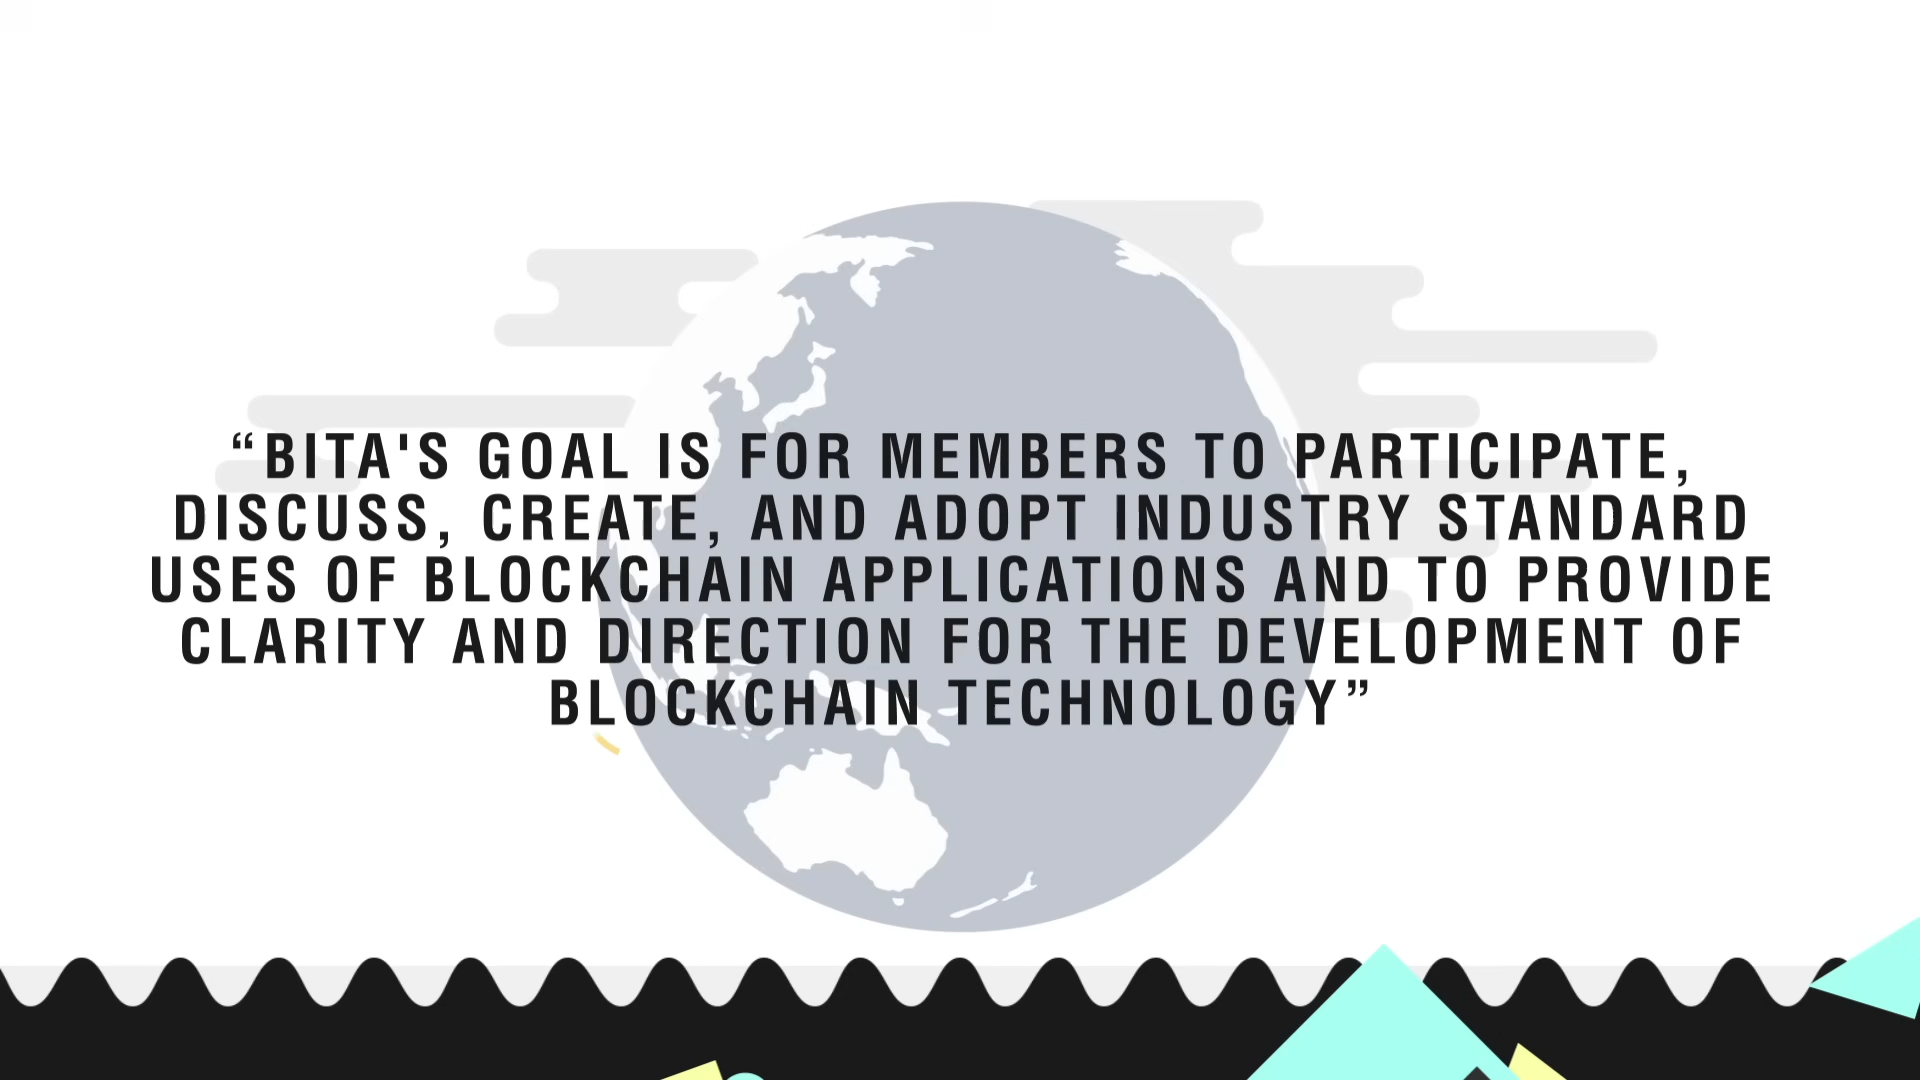 “BITA'S GOAL IS FOR MEMBERS TO PARTICIPATE,
DISCUSS, CREATE, AND ADOPT INDUSTRY STANDARD
USES OF BLOCKCHAIN APPLICATIONS AND TO PROVIDE
CLARITY AND DIRECTION FOR THE DEVELOPMENT OF
BLOCKCHAIN TECHNOLOGY”